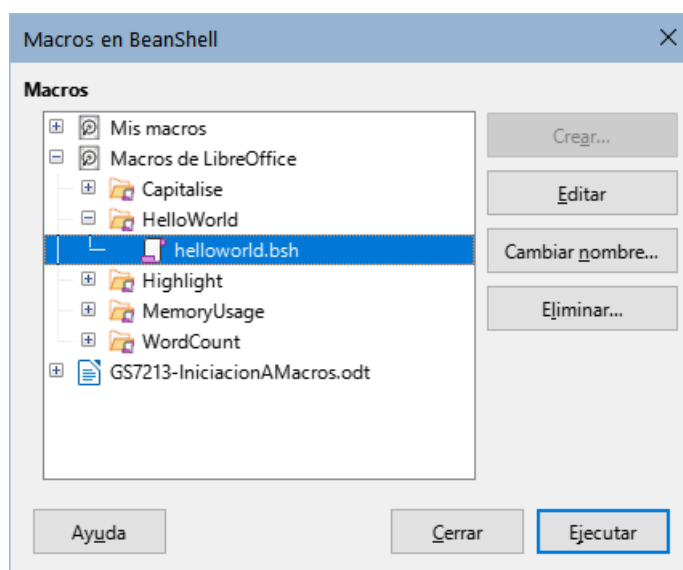 Macros en BeanShell
Macros
Mis macros
Macros de LibreOffice
Capitalise
HelloWorld
helloworld.bsh
Highlight
MemoryUsage
WordCount
GS7213-IniciacionAMacros.odt
Crear...
Editar
Cambiar nombre...
Eliminar...
Ayuda
Cerrar
Ejecutar